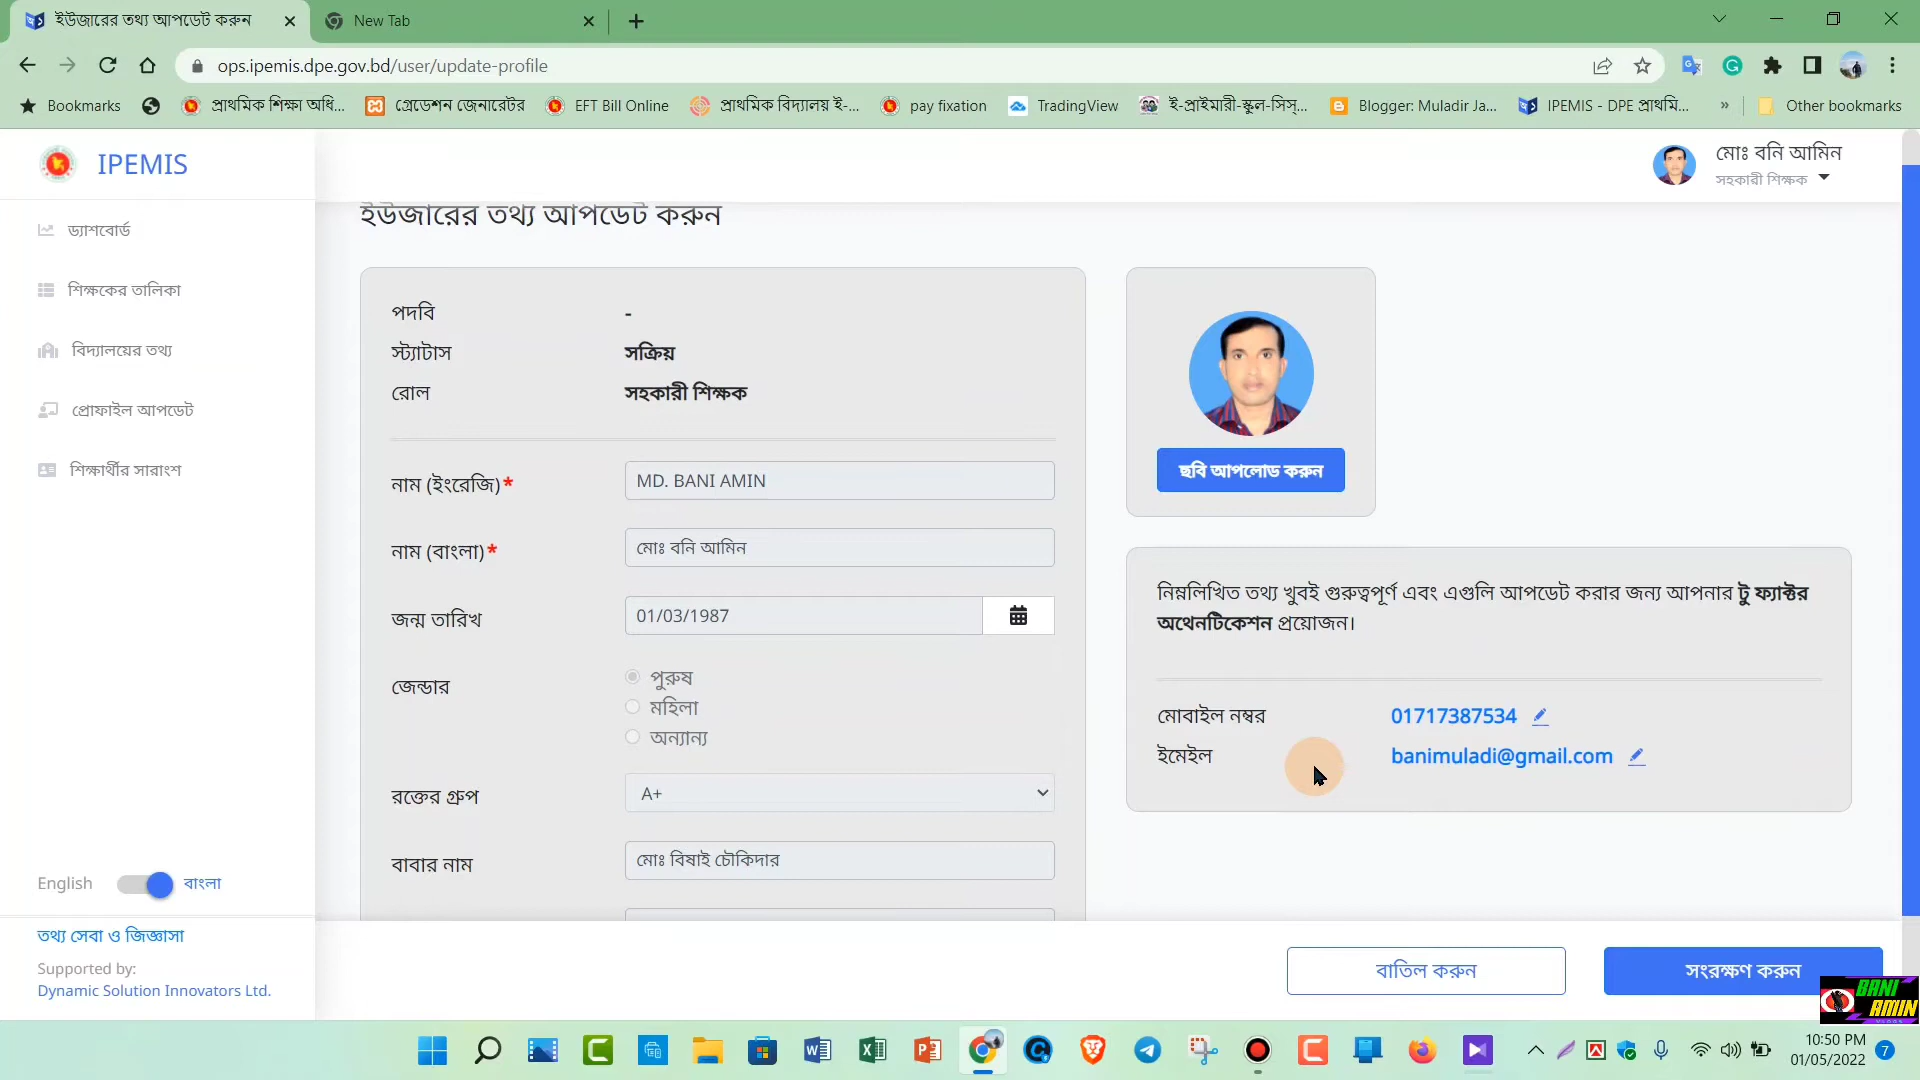 ইউজারের তথ্য আপডেট করুন
New Tab
ops.ipemis.dpe.gov.bd/user/update-profile
Bookmarks
প্রাথমিক শিক্ষা অধি...
গ্রেডেশন জেনারেটর
EFT Bill Online
প্রাথমিক বিদ্যালয় ই-...
pay fixation
TradingView
ই-প্রাইমারী-স্কুল-সিস্...
Blogger: Muladir Ja...
IPEMIS - DPE প্রাথমি...
»
Other bookmarks
IPEMIS
মোঃ বনি আমিন
সহকারী শিক্ষক
ড্যাশবোর্ড
শিক্ষকের তালিকা
বিদ্যালয়ের তথ্য
প্রোফাইল আপডেট
শিক্ষার্থীর সারাংশ
English বাংলা
তথ্য সেবা ও জিজ্ঞাসা
Supported by:
Dynamic Solution Innovators Ltd.
ইউজারের তথ্য আপডেট করুন
পদবি -
স্ট্যাটাস সক্রিয়
রোল সহকারী শিক্ষক
নাম (ইংরেজি)* MD. BANI AMIN
নাম (বাংলা)* মোঃ বনি আমিন
জন্ম তারিখ 01/03/1987
জেন্ডার পুরুষ
মহিলা
অন্যান্য
রক্তের গ্রুপ A+
বাবার নাম মোঃ বিষাই চৌকিদার
ছবি আপলোড করুন
নিম্নলিখিত তথ্য খুবই গুরুত্বপূর্ণ এবং এগুলি আপডেট করার জন্য আপনার টু ফ্যাক্টর
অথেনটিকেশন প্রয়োজন।
মোবাইল নম্বর 01717387534
ইমেইল banimuladi@gmail.com
বাতিল করুন
সংরক্ষণ করুন
BANI
AMIN
10:50 PM
01/05/2022
7